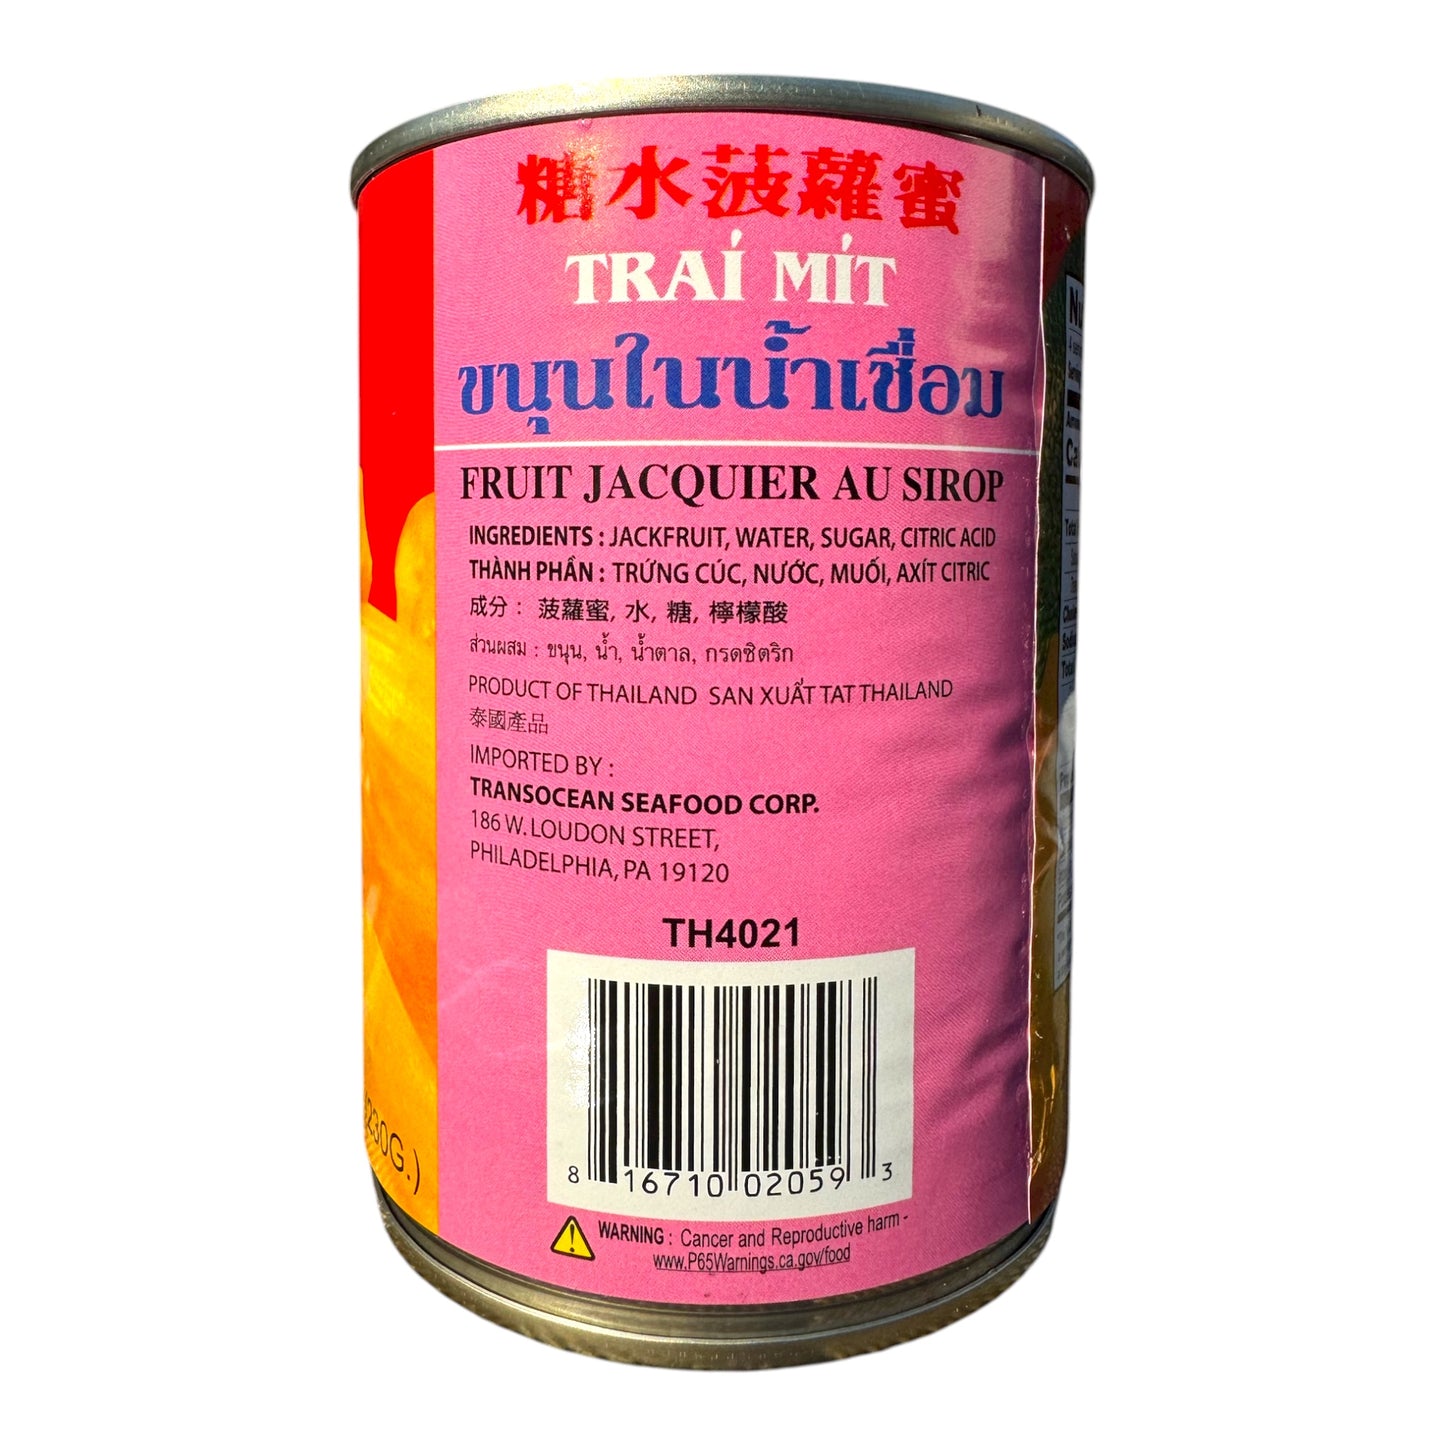 糖水菠蘿蜜
TRAÍ MÍT
ขนุนในน้ำเชื่อม
FRUIT JACQUIER AU SIROP
INGREDIENTS : JACKFRUIT, WATER, SUGAR, CITRIC ACID
THÀNH PHẦN : TRỨNG CÚC, NƯỚC, MUỐI, AXÍT CITRIC
成分 : 菠蘿蜜, 水, 糖, 檸檬酸
ส่วนผสม : ขนุน, น้ำ, น้ำตาล, กรดซิตริก
PRODUCT OF THAILAND SAN XUẤT TAT THAILAND
泰國產品
IMPORTED BY :
TRANSOCEAN SEAFOOD CORP.
186 W. LOUDON STREET,
PHILADELPHIA, PA 19120
TH4021
8 16710 02059 3
WARNING : Cancer and Reproductive harm -
www.P65Warnings.ca.gov/food
230G.)